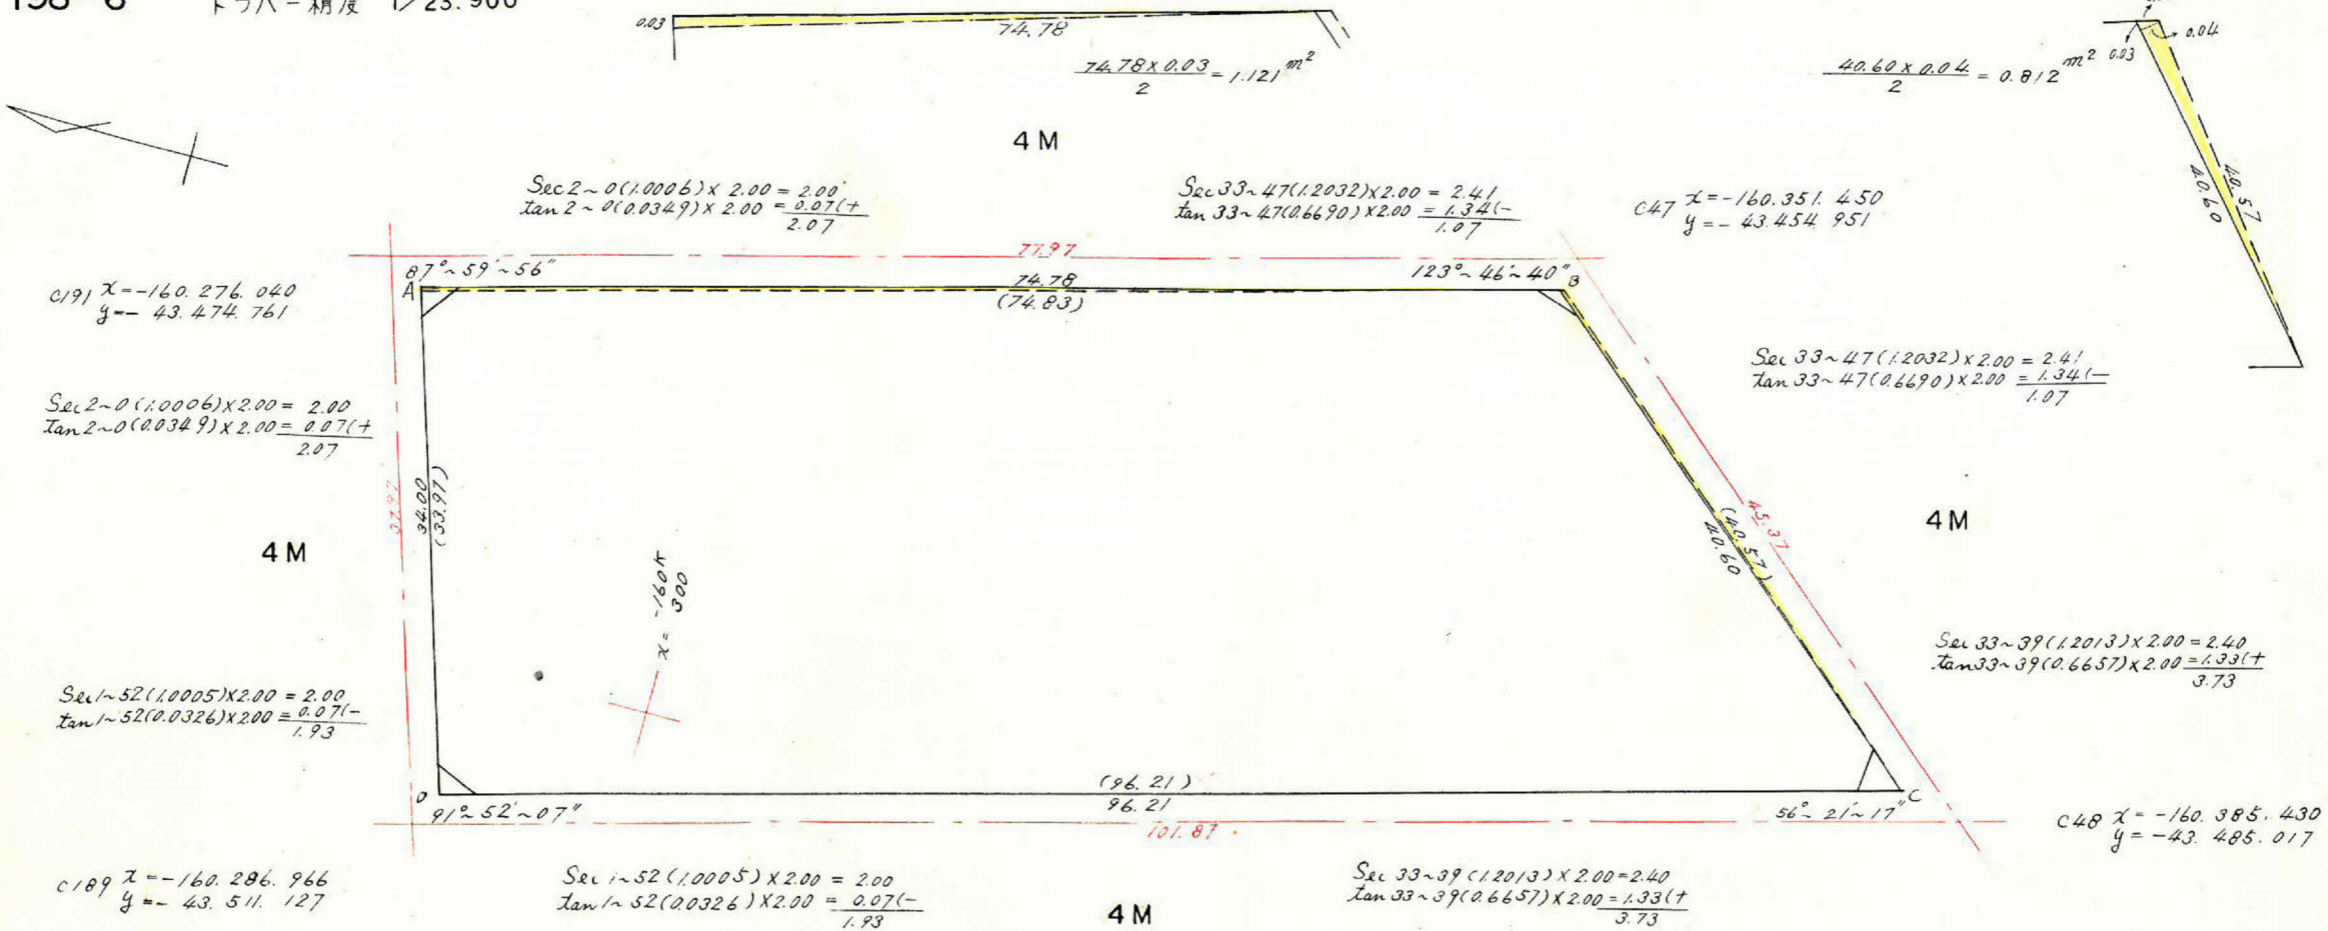 198-6 トラバー精度 1/23.900
0.03
74.78
74.78×0.03/2 = 1.121 m²
40.60×0.04/2 = 0.812 m²
0.03
0.04
40.57
40.60
4M
Sec 2~0(1.0006)×2.00 = 2.00
tan 2~0(0.0349)×2.00 = 0.07(+
2.07
Sec 33~47(1.2032)×2.00 = 2.41
tan 33~47(0.6690)×2.00 = 1.34(-
1.07
C47 x=-160.351.450
y=-43.454 951
77.97
87°~59'~56"
123°~46'~40"
A
74.78
B
(74.83)
C191 x=-160.276.040
y=-43.474.761
Sec 33~47(1.2032)×2.00 = 2.41
tan 33~47(0.6690)×2.00 = 1.34(-
1.07
Sec 2~0(1.0006)×2.00 = 2.00
tan 2~0(0.0349)×2.00 = 0.07(+
2.07
34.00
(33.97)
45.37
(40.57)
40.60
4M
4M
x=-160K
300
Sec 33~39(1.2013)×2.00 = 2.40
tan 33~39(0.6657)×2.00 = 1.33(+
3.73
Sec 1~52(1.0005)×2.00 = 2.00
tan 1~52(0.0326)×2.00 = 0.07(-
1.93
(96.21)
96.21
D
C
91°~52'~07"
56°~21'~17"
101.87
C48 x=-160.385.430
y=-43.485.017
C189 x=-160.286.966
y=-43.511.127
Sec 1~52(1.0005)×2.00 = 2.00
tan 1~52(0.0326)×2.00 = 0.07(-
1.93
Sec 33~39(1.2013)×2.00=2.40
tan 33~39(0.6657)×2.00 = 1.33(+
3.73
4M